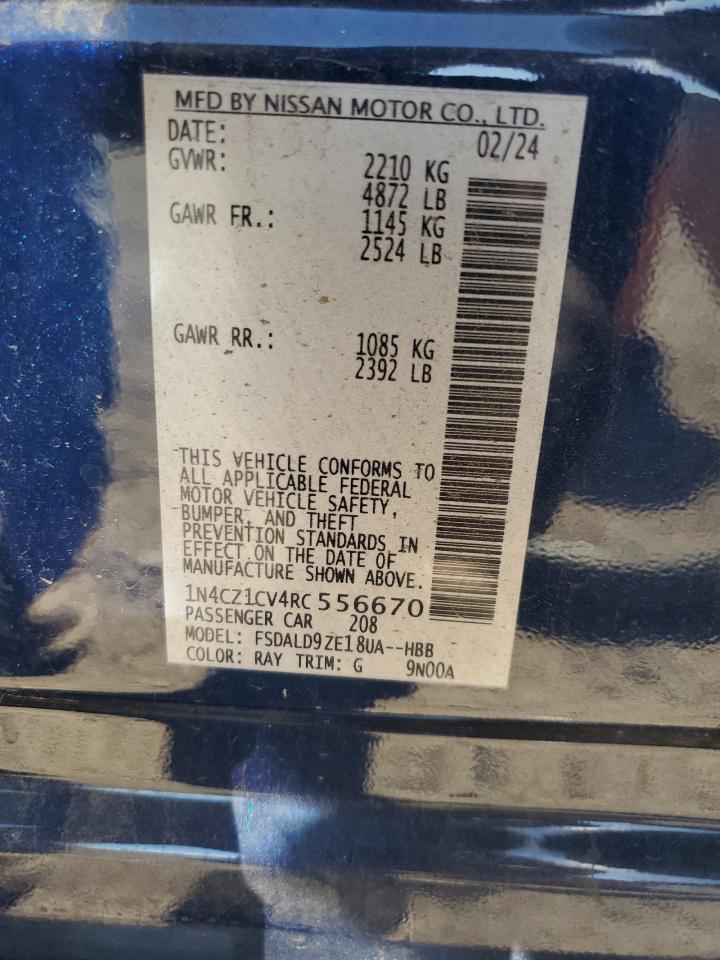 MFD BY NISSAN MOTOR CO., LTD.
DATE: 02/24
GVWR: 2210 KG
4872 LB
GAWR FR.: 1145 KG
2524 LB
GAWR RR.: 1085 KG
2392 LB
THIS VEHICLE CONFORMS TO
ALL APPLICABLE FEDERAL
MOTOR VEHICLE SAFETY,
BUMPER, AND THEFT
PREVENTION STANDARDS IN
EFFECT ON THE DATE OF
MANUFACTURE SHOWN ABOVE.
1N4CZ1CV4RC556670
PASSENGER CAR 208
MODEL: FSDALD9ZE18UA--HBB
COLOR: RAY TRIM: G 9N00A